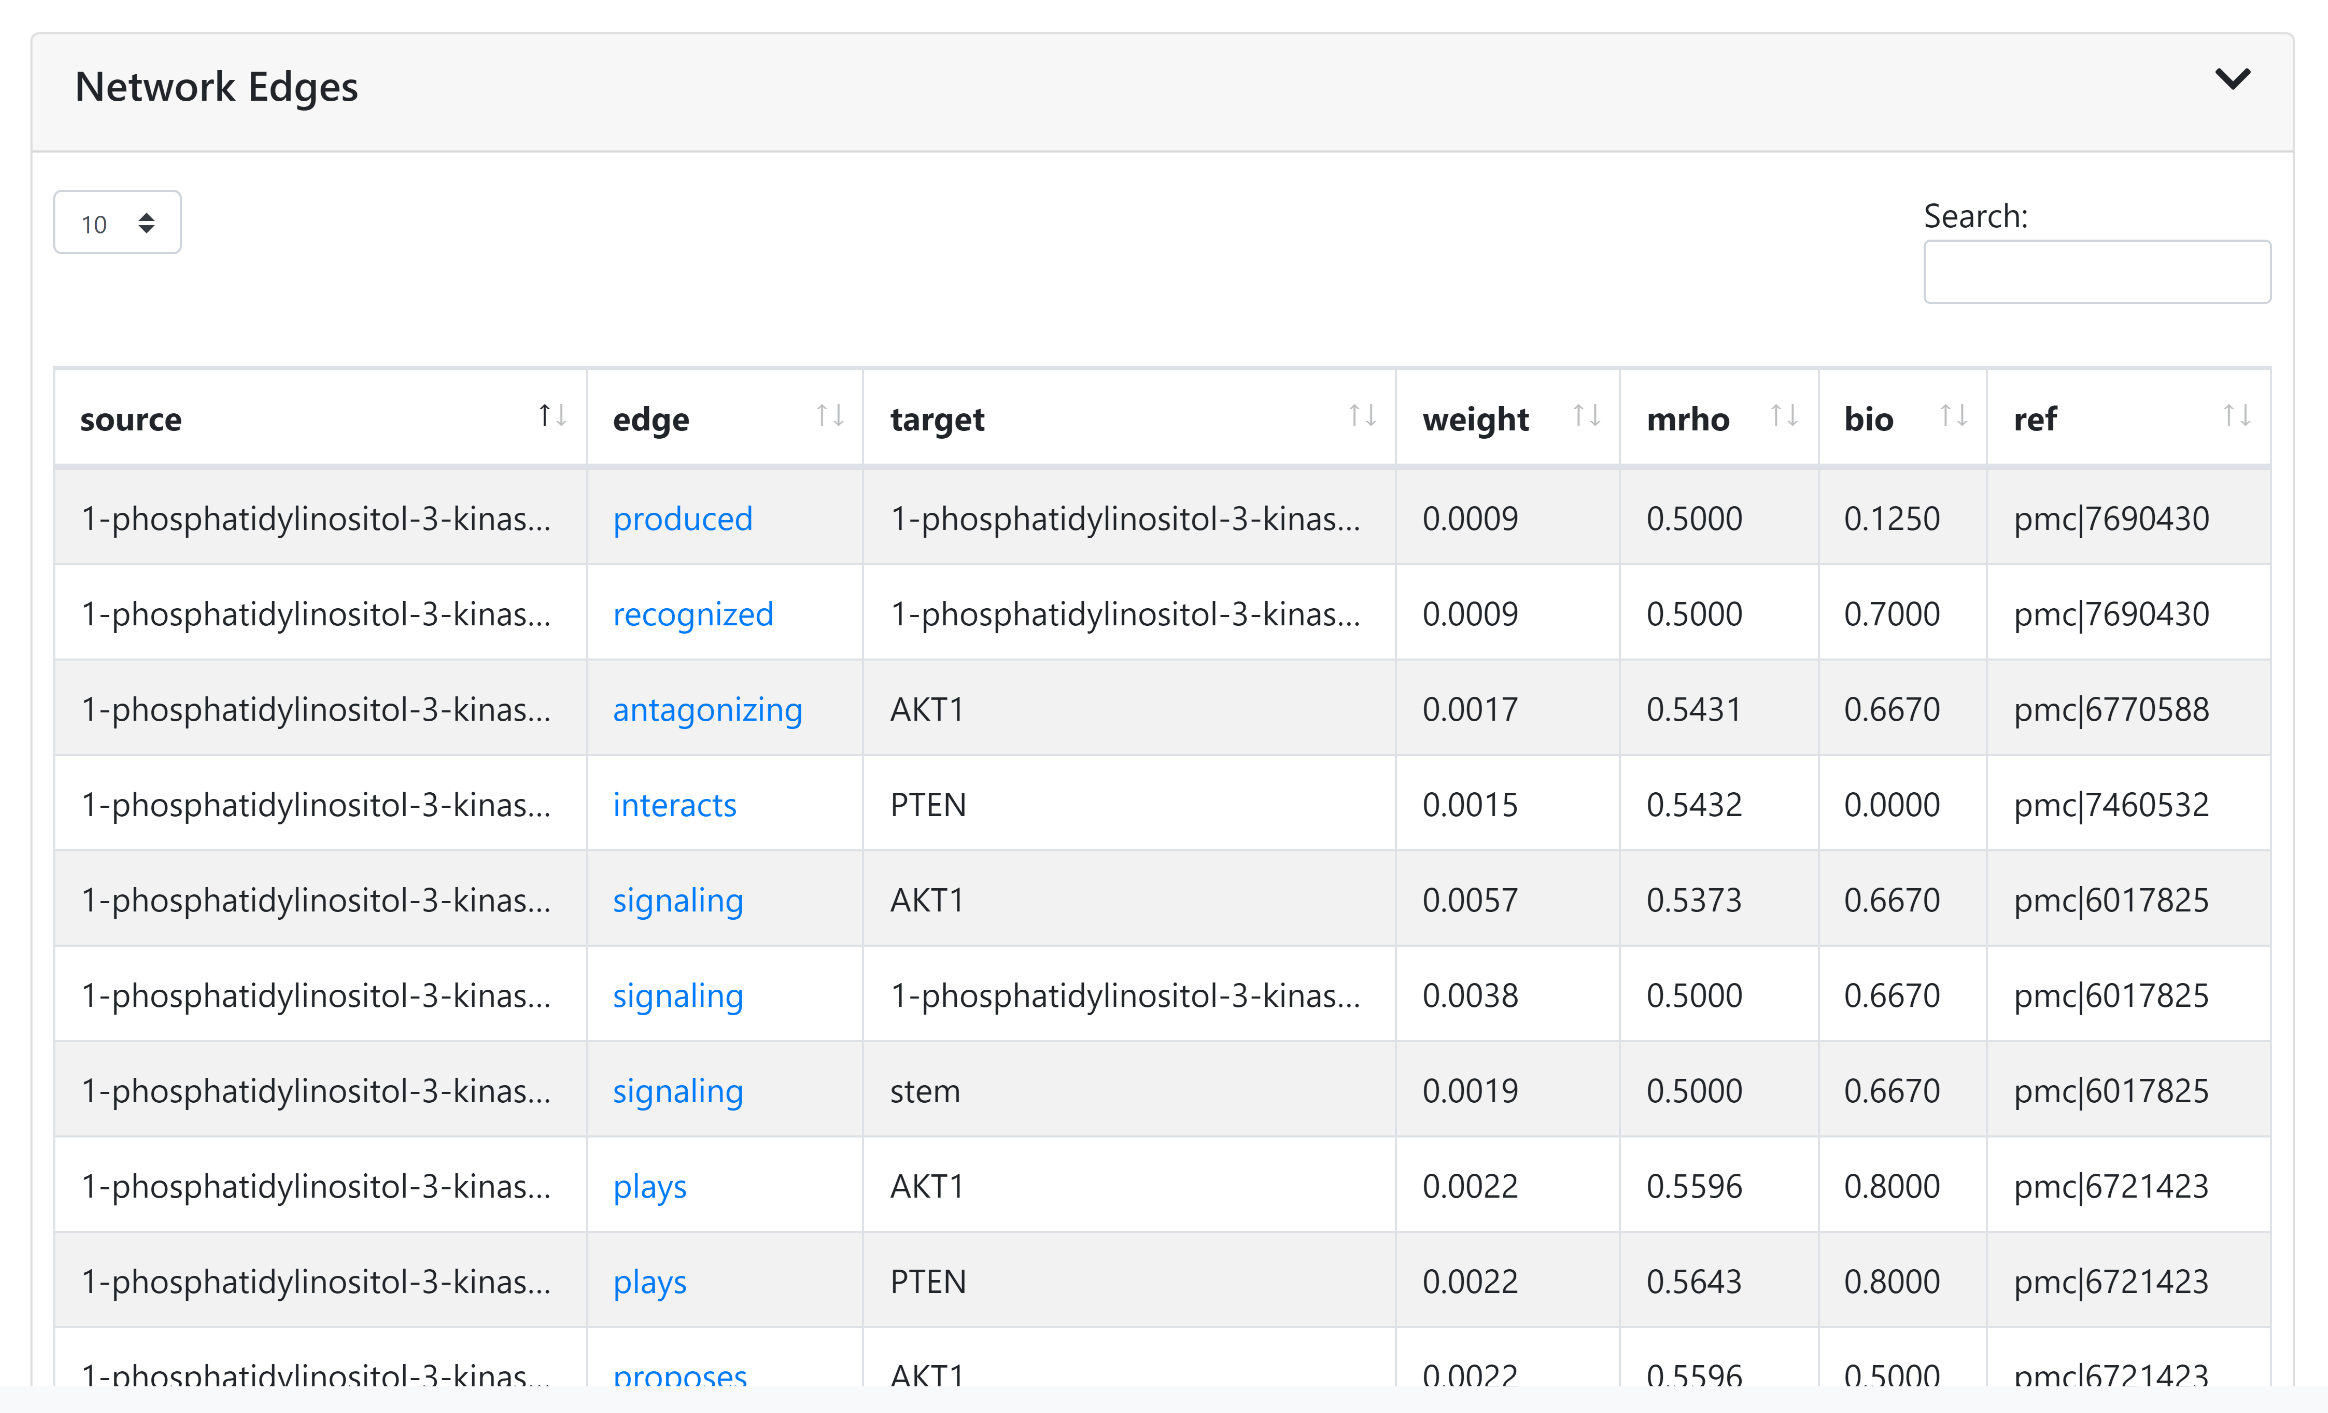 Network Edges
10
Search:
source edge target weight mrho bio ref
1-phosphatidylinositol-3-kinas... produced 1-phosphatidylinositol-3-kinas... 0.0009 0.5000 0.1250 pmc|7690430
1-phosphatidylinositol-3-kinas... recognized 1-phosphatidylinositol-3-kinas... 0.0009 0.5000 0.7000 pmc|7690430
1-phosphatidylinositol-3-kinas... antagonizing AKT1 0.0017 0.5431 0.6670 pmc|6770588
1-phosphatidylinositol-3-kinas... interacts PTEN 0.0015 0.5432 0.0000 pmc|7460532
1-phosphatidylinositol-3-kinas... signaling AKT1 0.0057 0.5373 0.6670 pmc|6017825
1-phosphatidylinositol-3-kinas... signaling 1-phosphatidylinositol-3-kinas... 0.0038 0.5000 0.6670 pmc|6017825
1-phosphatidylinositol-3-kinas... signaling stem 0.0019 0.5000 0.6670 pmc|6017825
1-phosphatidylinositol-3-kinas... plays AKT1 0.0022 0.5596 0.8000 pmc|6721423
1-phosphatidylinositol-3-kinas... plays PTEN 0.0022 0.5643 0.8000 pmc|6721423
1-phosphatidylinositol-3-kinas... proposes AKT1 0.0022 0.5596 0.5000 pmc|6721423